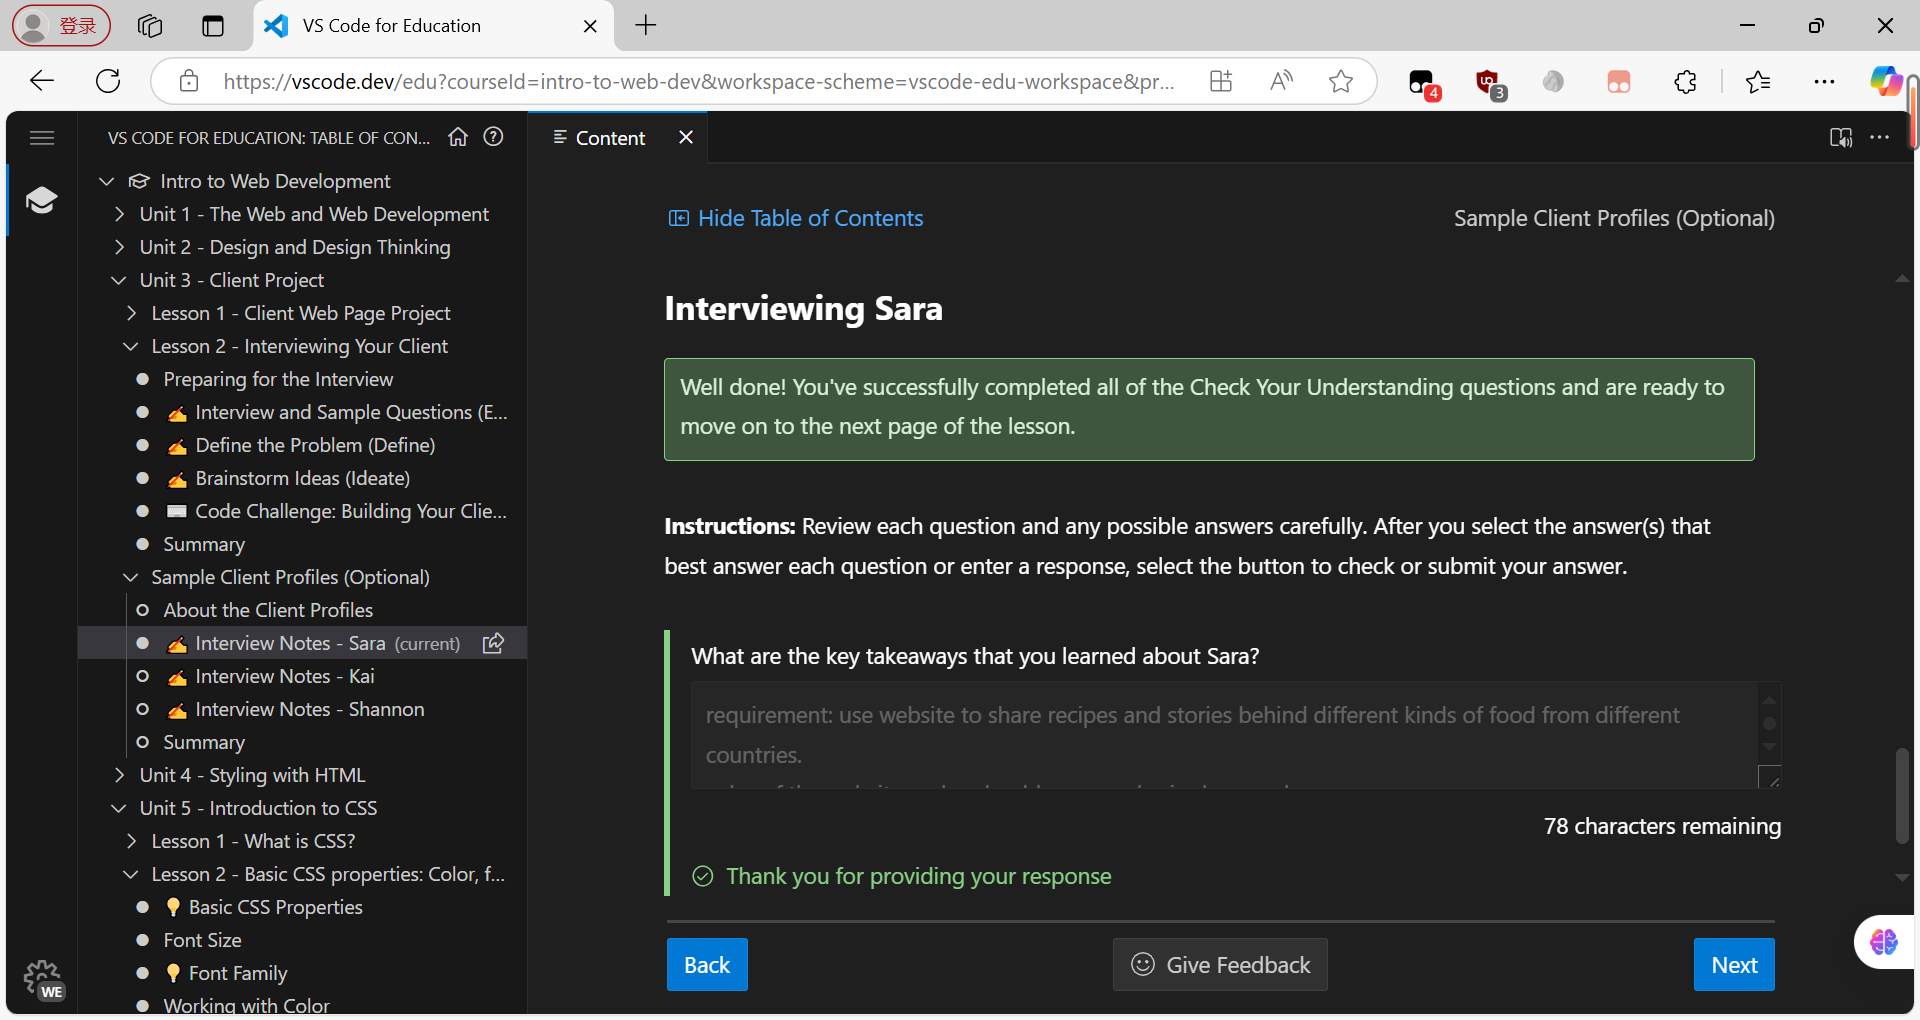 登录
VS Code for Education
https://vscode.dev/edu?courseId=intro-to-web-dev&workspace-scheme=vscode-edu-workspace&pr...
4
3
VS CODE FOR EDUCATION: TABLE OF CON...
Content
Intro to Web Development
Unit 1 - The Web and Web Development
Unit 2 - Design and Design Thinking
Unit 3 - Client Project
Lesson 1 - Client Web Page Project
Lesson 2 - Interviewing Your Client
Preparing for the Interview
Interview and Sample Questions (E...
Define the Problem (Define)
Brainstorm Ideas (Ideate)
Code Challenge: Building Your Clie...
Summary
Sample Client Profiles (Optional)
About the Client Profiles
Interview Notes - Sara (current)
Interview Notes - Kai
Interview Notes - Shannon
Summary
Unit 4 - Styling with HTML
Unit 5 - Introduction to CSS
Lesson 1 - What is CSS?
Lesson 2 - Basic CSS properties: Color, f...
Basic CSS Properties
Font Size
Font Family
Working with Color
WE
Hide Table of Contents
Sample Client Profiles (Optional)
Interviewing Sara
Well done! You've successfully completed all of the Check Your Understanding questions and are ready to
move on to the next page of the lesson.
Instructions: Review each question and any possible answers carefully. After you select the answer(s) that
best answer each question or enter a response, select the button to check or submit your answer.
What are the key takeaways that you learned about Sara?
requirement: use website to share recipes and stories behind different kinds of food from different
countries.
78 characters remaining
Thank you for providing your response
Back
Give Feedback
Next